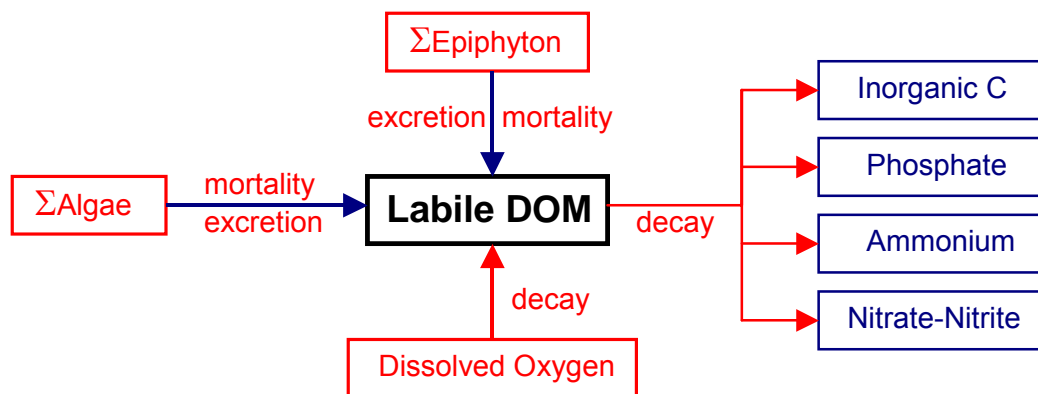 ΣEpiphyton
excretion mortality
ΣAlgae
mortality
excretion
Labile DOM
decay
Dissolved Oxygen
decay
Inorganic C
Phosphate
Ammonium
Nitrate-Nitrite